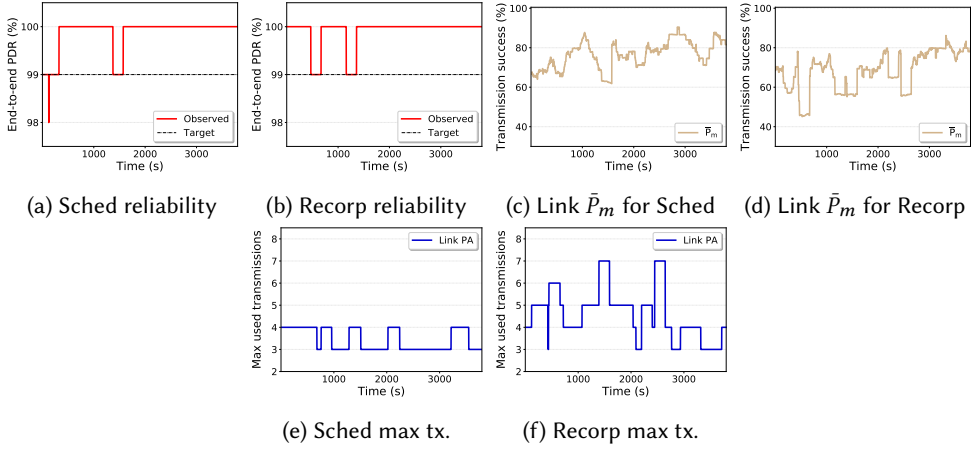 End-to-end PDR (%)
100
99
98
Observed
Target
1000 2000 3000
Time (s)
(a) Sched reliability
End-to-end PDR (%)
100
99
98
Observed
Target
1000 2000 3000
Time (s)
(b) Recorp reliability
Transmission success (%)
100
80
60
40
P̅m
1000 2000 3000
Time (s)
(c) Link P̄m for Sched
Transmission success (%)
100
80
60
40
P̅m
1000 2000 3000
Time (s)
(d) Link P̄m for Recorp
Max used transmissions
8
7
6
5
4
3
2
Link PA
1000 2000 3000
Time (s)
(e) Sched max tx.
Max used transmissions
8
7
6
5
4
3
2
Link PA
1000 2000 3000
Time (s)
(f) Recorp max tx.